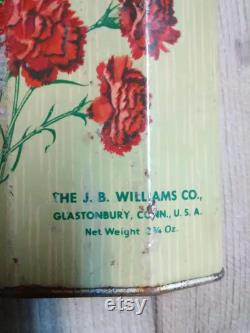 THE J. B. WILLIAMS CO.,
GLASTONBURY, CONN., U. S. A.
Net Weight 2¾ Oz.
Etsy